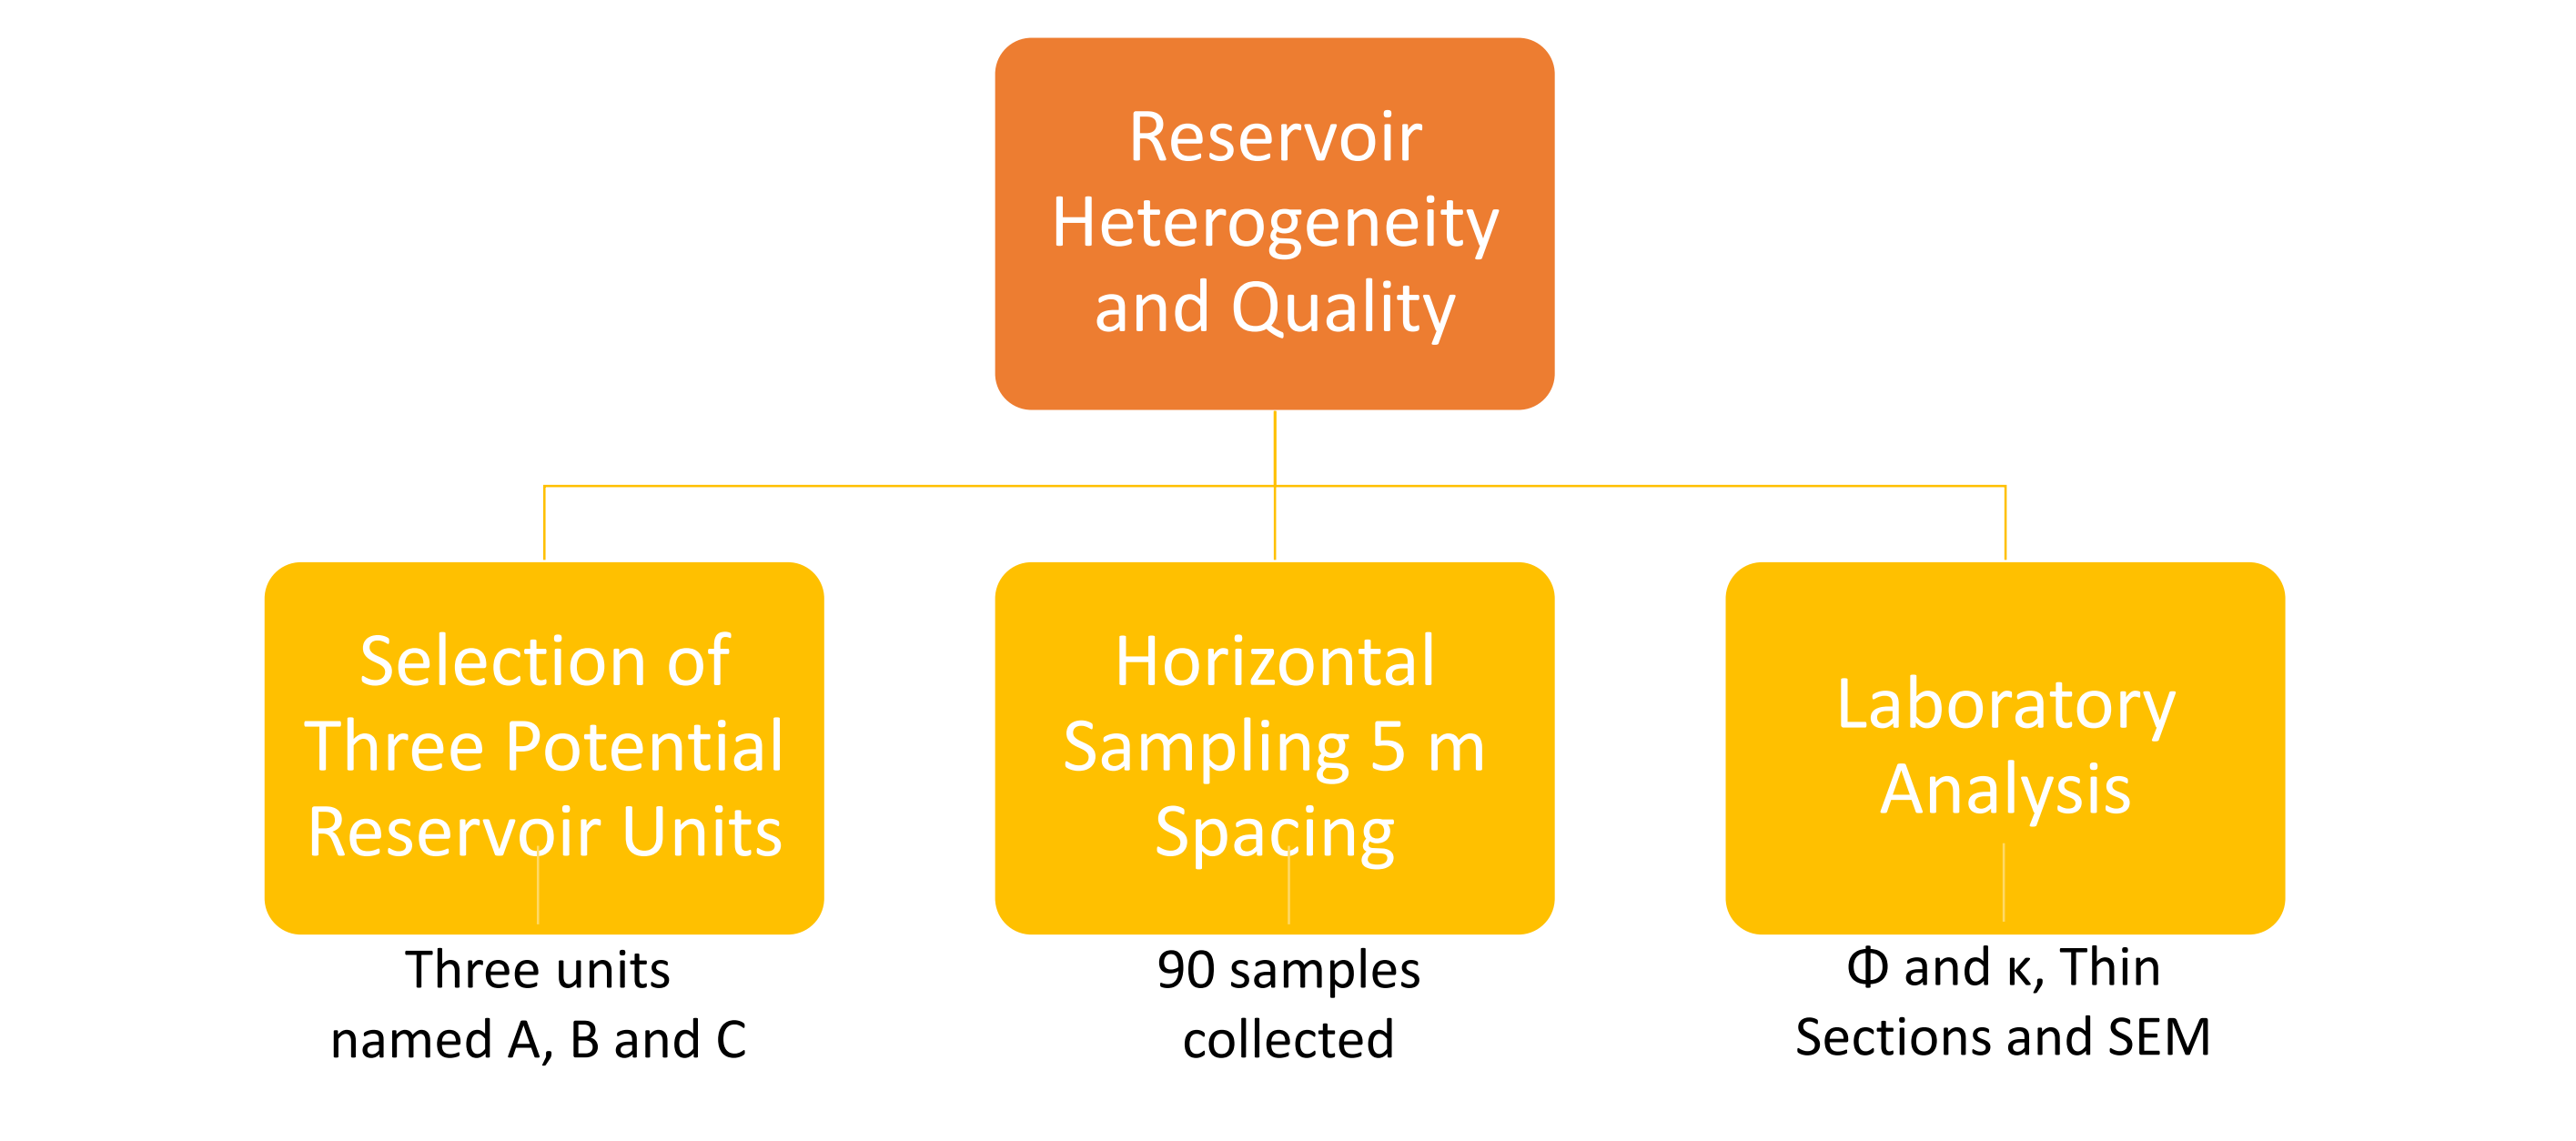 Reservoir
Heterogeneity
and Quality
Selection of
Three Potential
Reservoir Units
Horizontal
Sampling 5 m
Spacing
Laboratory
Analysis
Three units
named A, B and C
90 samples
collected
Φ and κ, Thin
Sections and SEM